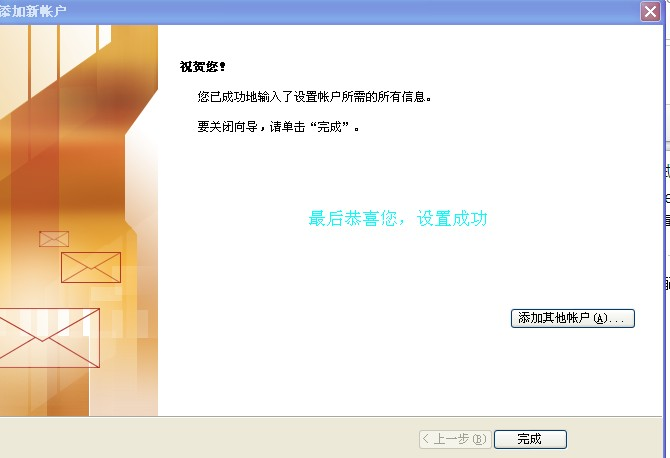 添加新帐户
祝贺您!
您已成功地输入了设置帐户所需的所有信息。
要关闭向导,请单击“完成”。
最后恭喜您，设置成功
添加其他帐户(A)...
< 上一步(B)
完成